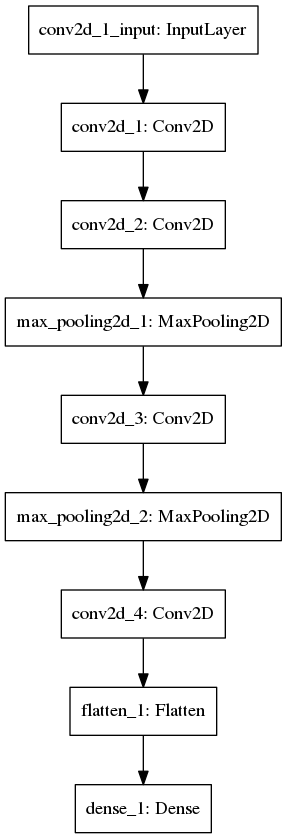 conv2d_1_input: InputLayer
conv2d_1: Conv2D
conv2d_2: Conv2D
max_pooling2d_1: MaxPooling2D
conv2d_3: Conv2D
max_pooling2d_2: MaxPooling2D
conv2d_4: Conv2D
flatten_1: Flatten
dense_1: Dense